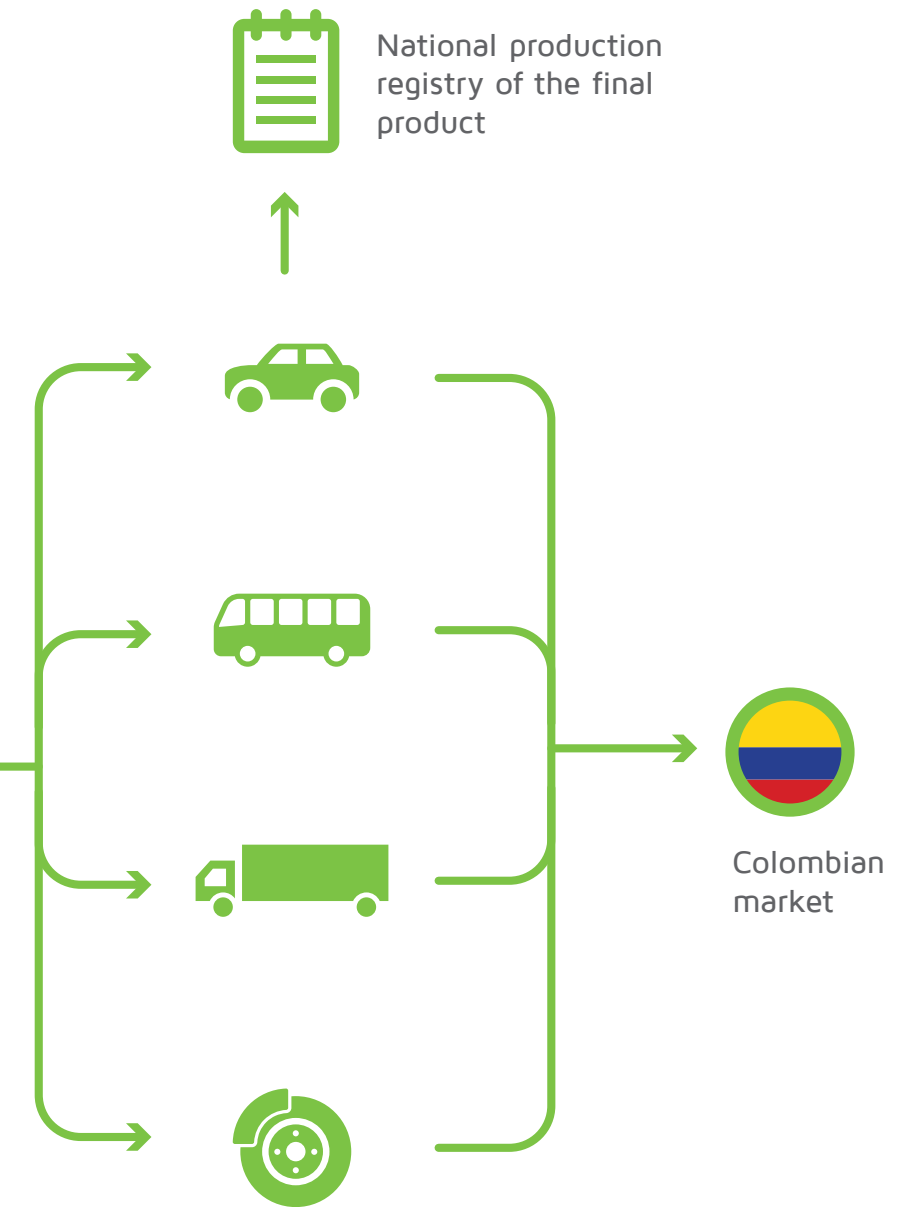 National production
registry of the final
product
Colombian
market